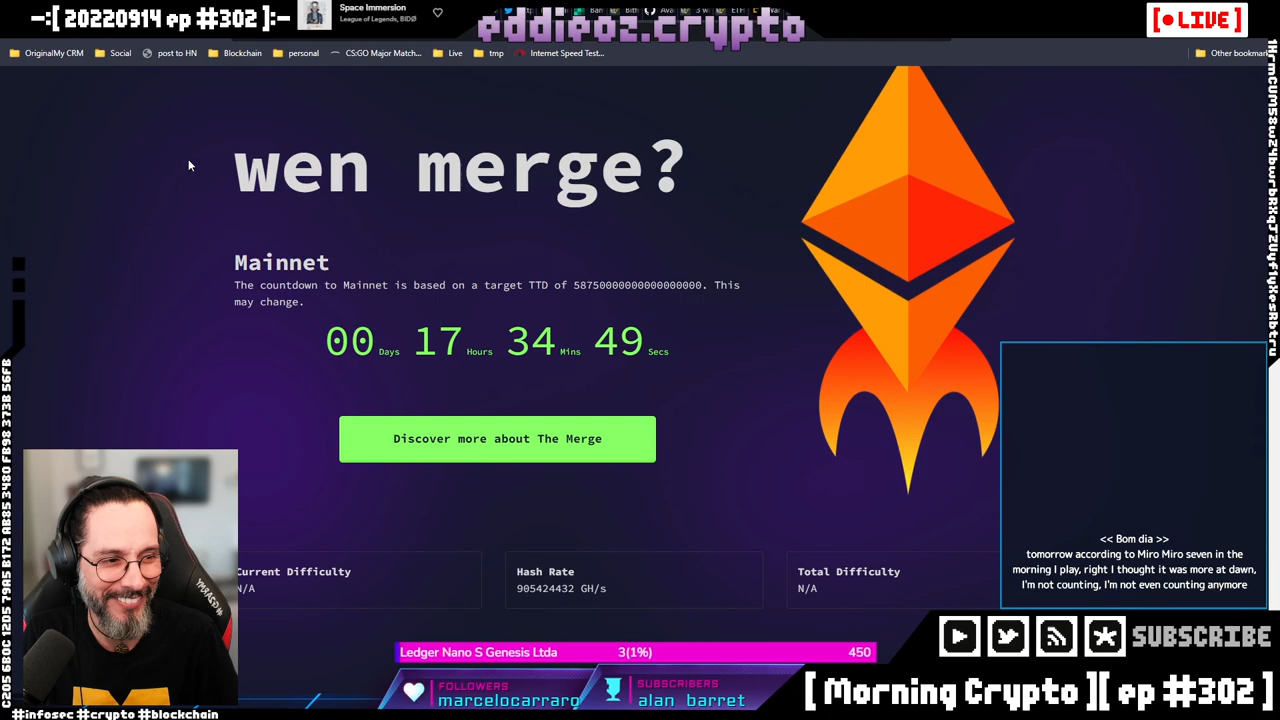 -:[ 20220914 ep #302 ]:-
Space Immersion
League of Legends, BIDØ
eddieoz.crypto
[ LIVE ]
OriginalMy CRM
Social
post to HN
Blockchain
personal
CS:GO Major Match...
Live
tmp
Internet Speed Test...
Other bookmar
wen merge?
Mainnet
The countdown to Mainnet is based on a target TTD of 58750000000000000000000. This
may change.
00 Days 17 Hours 34 Mins 49 Secs
Discover more about The Merge
Current Difficulty
N/A
Hash Rate
905424432 GH/s
Total Difficulty
N/A
<< Bom dia >>
tomorrow according to Miro Miro seven in the
morning I play, right I thought it was more at dawn,
I'm not counting, I'm not even counting anymore
SUBSCRIBE
Ledger Nano S Genesis Ltda 3(1%) 450
FOLLOWERS
marcelocarraro
SUBSCRIBERS
alan barret
[ Morning Crypto ][ ep #302 ]
#infosec #crypto #blockchain